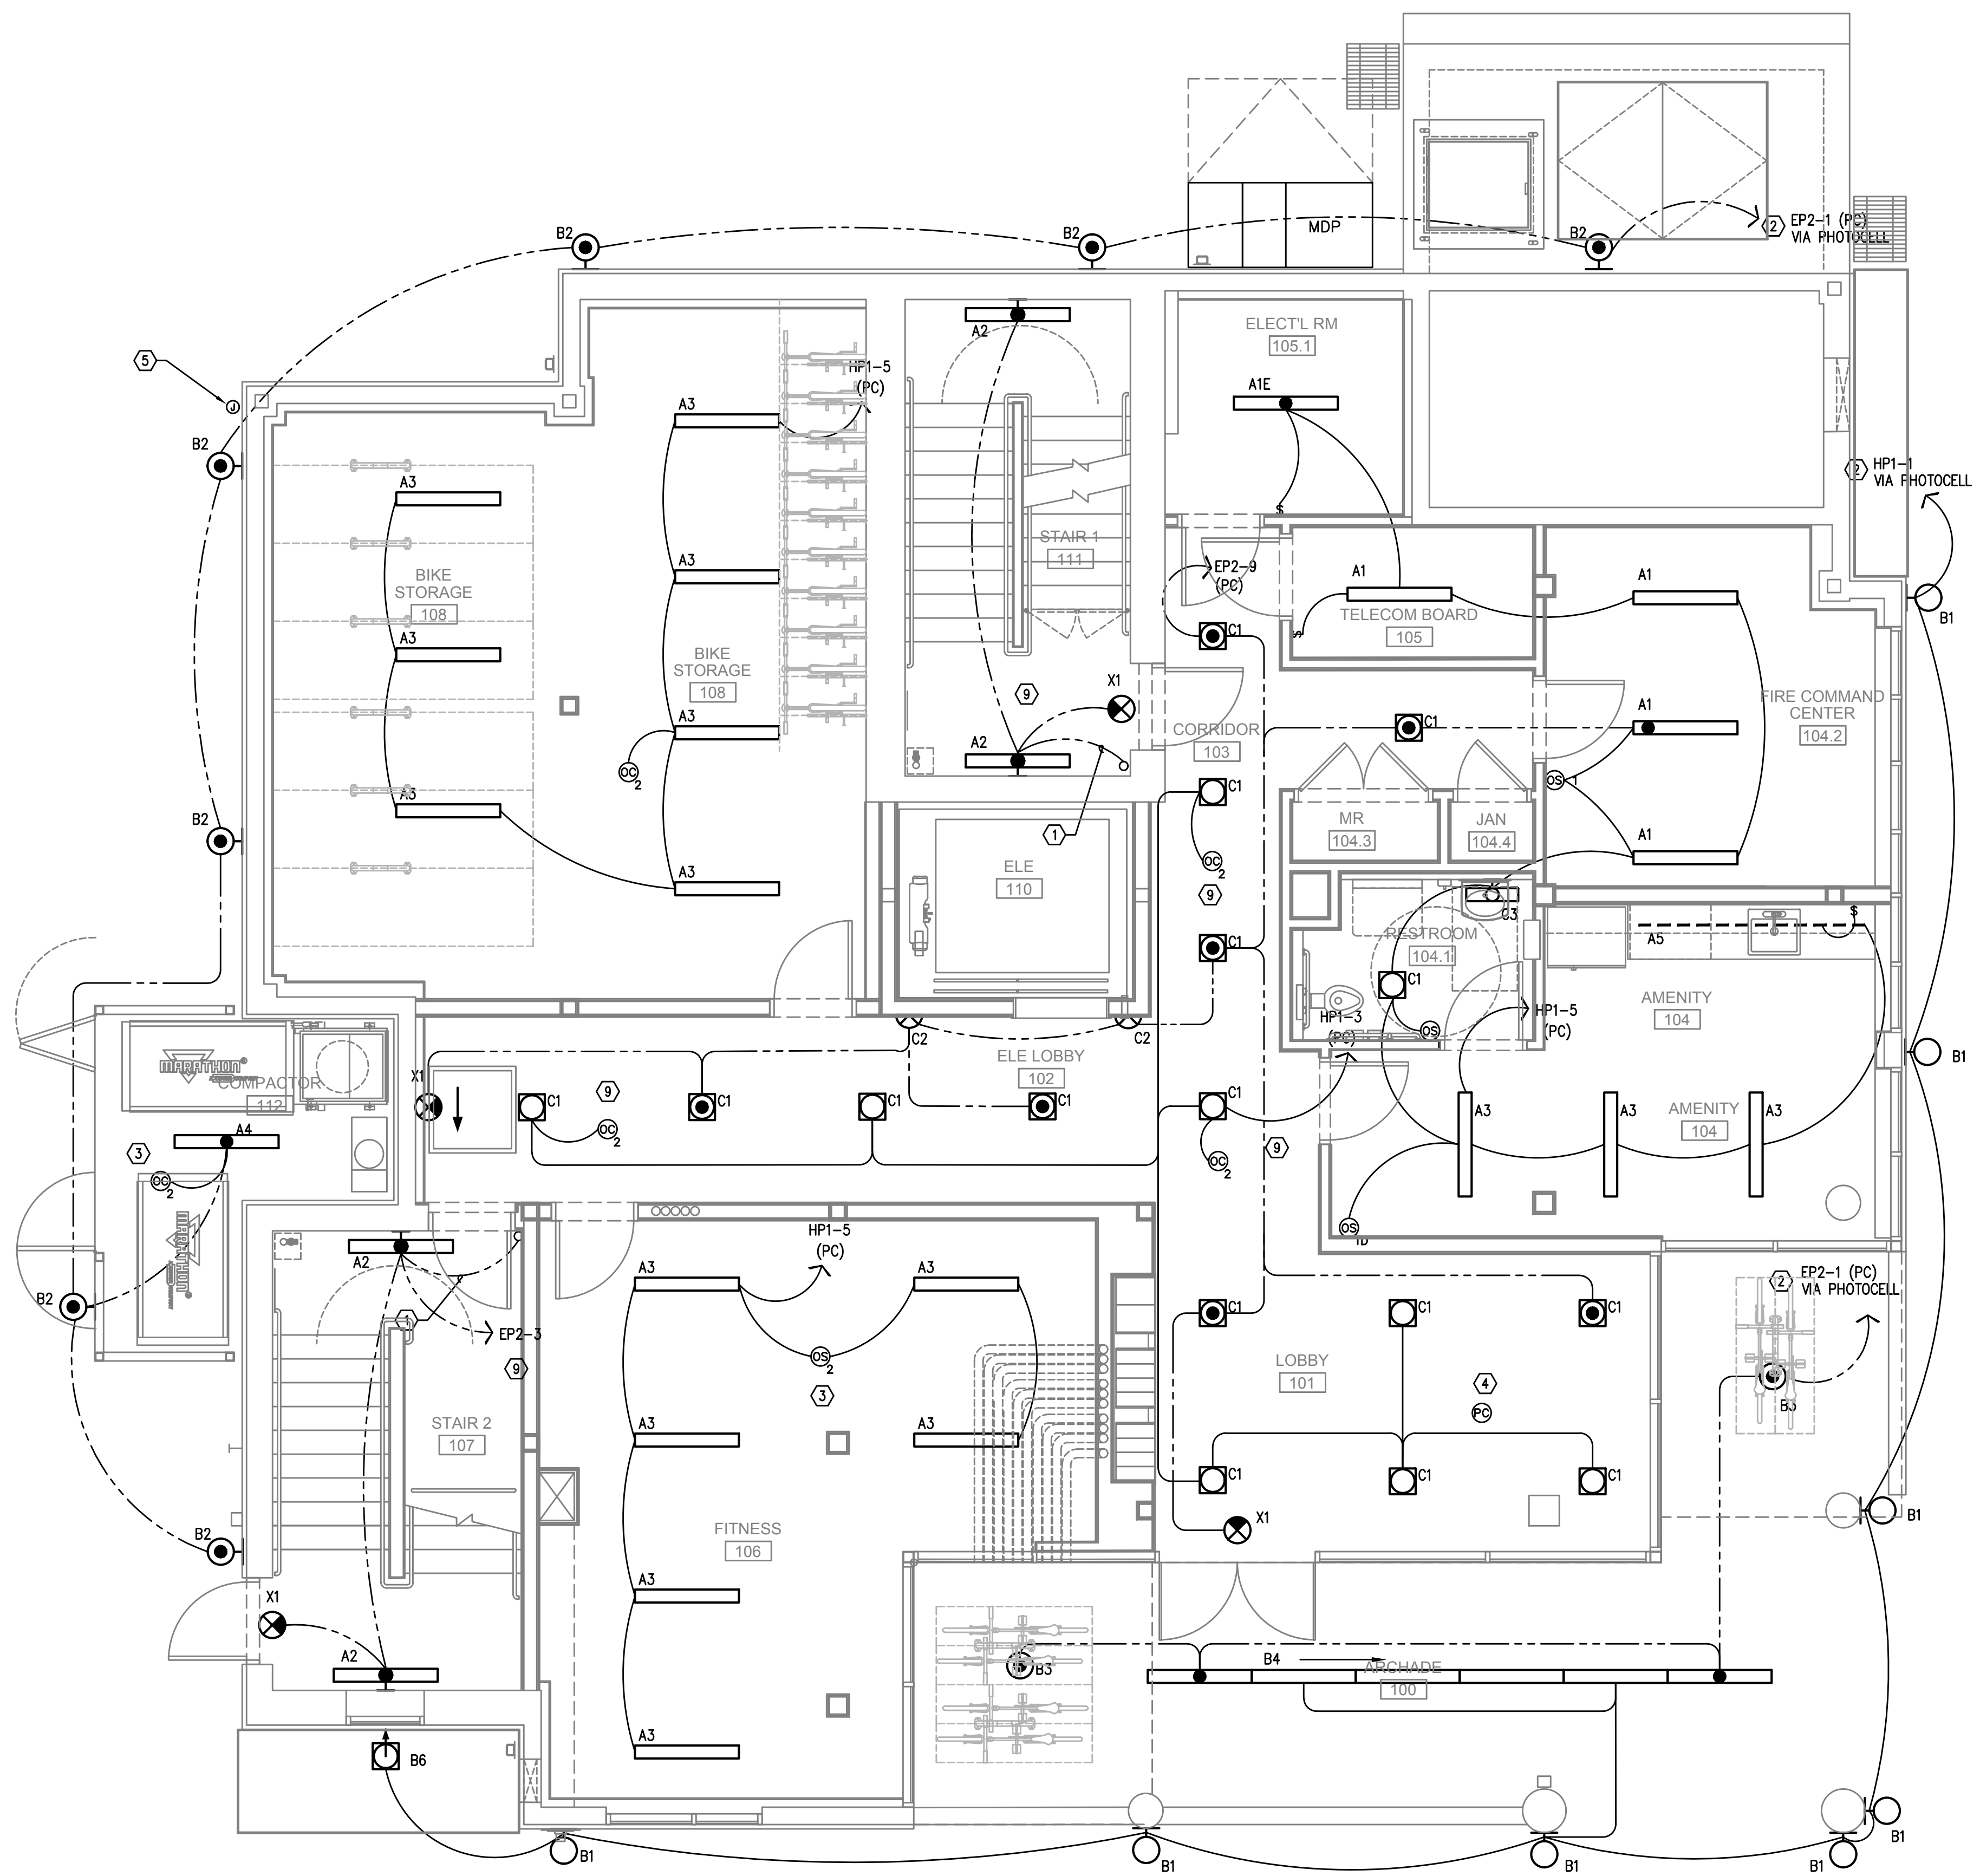 MDP
B2
B2
B2
2
EP2-1 (PC)
VIA PHOTOCELL
A2
ELECT'L RM
105.1
5
J
HP1-5
(PC)
A1E
A3
B2
A3
2
HP1-1
VIA PHOTOCELL
$
STAIR 1
111
EP2-9
(PC)
A1
A1
BIKE
STORAGE
108
A3
TELECOM BOARD
105
$
B1
C1
A3
BIKE
STORAGE
108
X1
9
FIRE COMMAND
CENTER
104.2
A1
C1
CORRIDOR
103
A3
A2
OC
2
OS
1
A3
B2
C1
1
MR
104.3
JAN
104.4
A1
OC
2
ELE
110
A3
9
C3
$
RESTROOM
104.1
A5
C1
C1
AMENITY
104
HP1-3
(PC)
OS
HP1-5
(PC)
C2
C2
ELE LOBBY
102
B1
MARATHON
COMPACTOR
112
X1
C1
9
C1
C1
C1
C1
A3
A3
A3
AMENITY
104
OC
2
A4
3
OC
2
9
OC
2
MARATHON
OS
1D
A2
HP1-5
(PC)
2
EP2-1 (PC)
VIA PHOTOCELL
A3
A3
B2
1
EP2-3
C1
C1
C1
OS
2
9
3
LOBBY
101
4
PC
B3
STAIR 2
107
A3
A3
C1
C1
C1
B1
X1
FITNESS
106
B2
A3
X1
A2
B3
B4
ARCHADE
100
A3
B6
B1
B1
B1
B1
B1